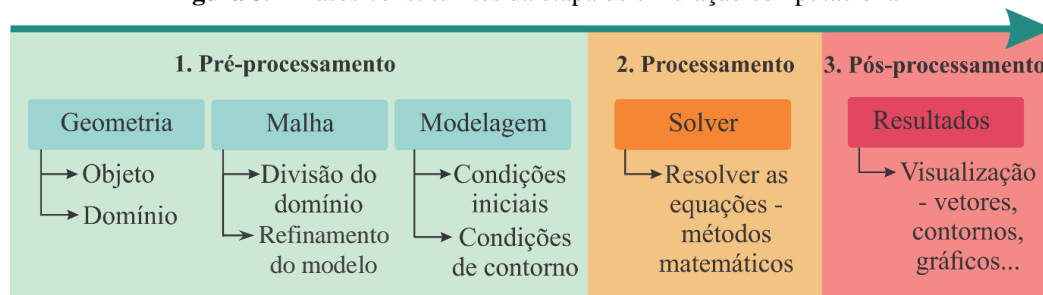 1. Pré-processamento
Geometria
Objeto
Domínio
Malha
Divisão do
domínio
Refinamento
do modelo
Modelagem
Condições
iniciais
Condições
de contorno
2. Processamento
Solver
Resolver as
equações -
métodos
matemáticos
3. Pós-processamento
Resultados
Visualização
- vetores,
contornos,
gráficos...